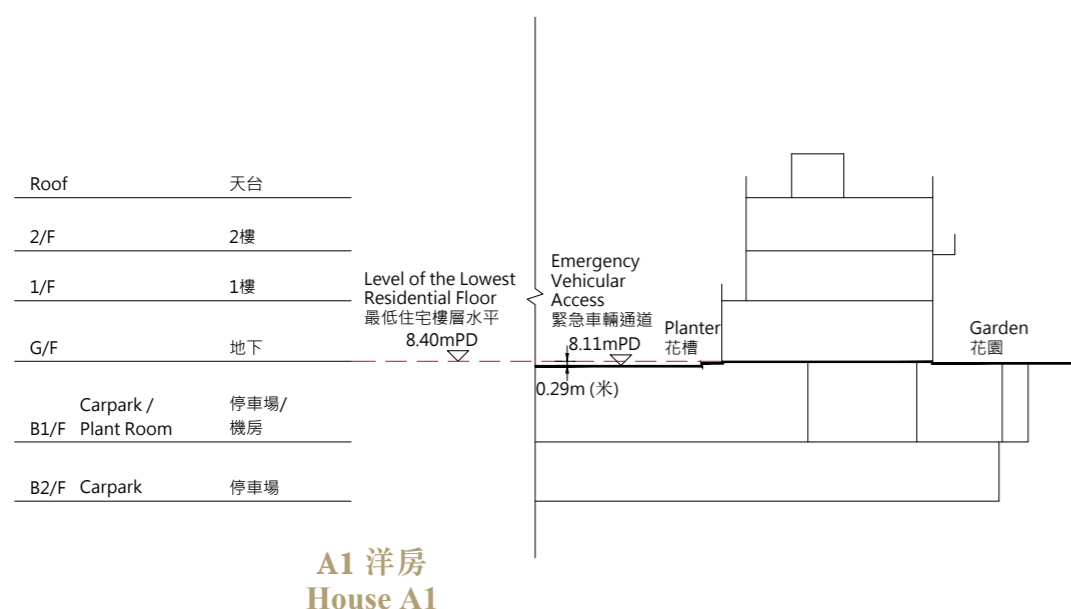 Roof 天台
2/F 2樓
1/F 1樓
G/F 地下
Carpark / 停車場/
B1/F Plant Room 機房
B2/F Carpark 停車場
Level of the Lowest
Residential Floor
最低住宅樓層水平
8.40mPD
Emergency
Vehicular
Access
緊急車輛通道
8.11mPD
0.29m (米)
Planter
花槽
Garden
花園
A1 洋房
House A1